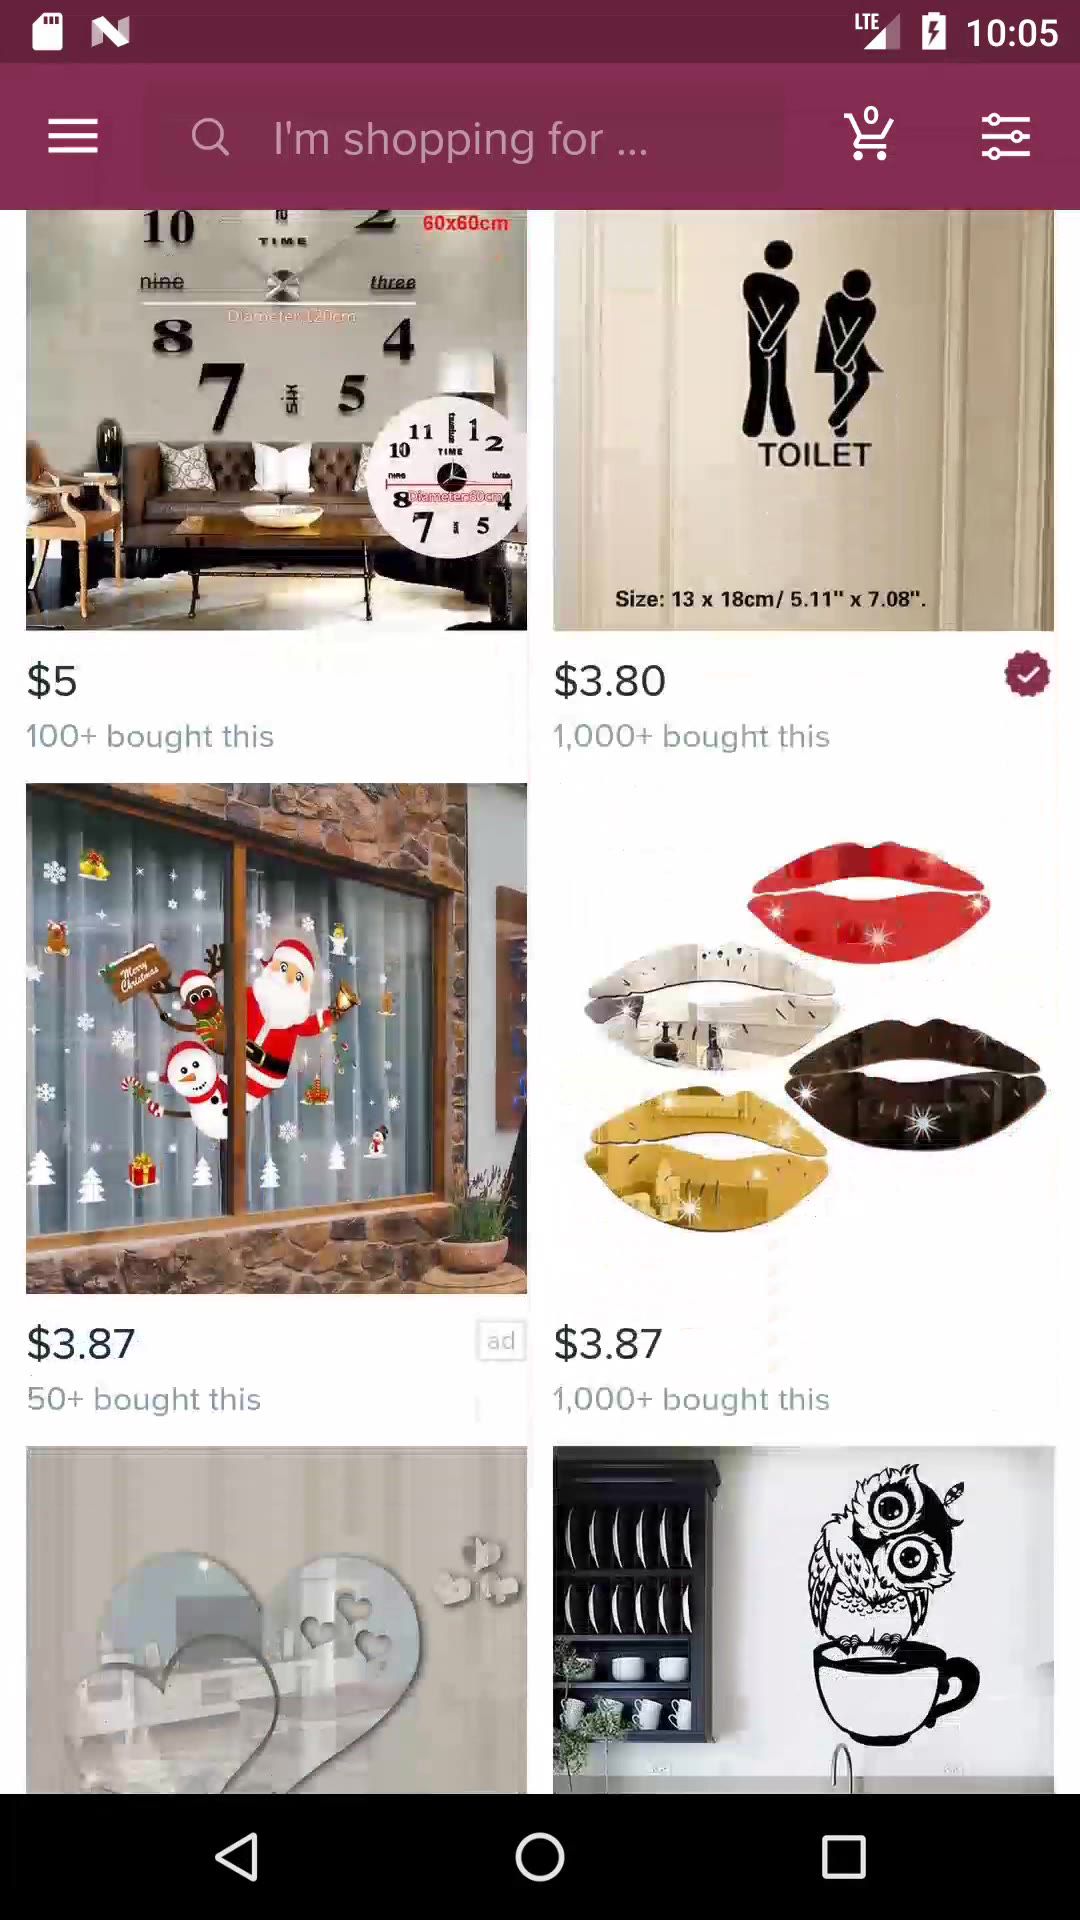 LTE 10:05
I'm shopping for ...
0
10 2 60x60cm
TIME
nine three
Diameter:120cm
8 4
7 SIX 5
11 twelve 1
10 2
TIME
nine three
8 Diameter:60cm 4
7 SIX 5
TOILET
Size: 13 x 18cm/ 5.11" x 7.08".
$5
100+ bought this
$3.80
1,000+ bought this
Merry
Christmas
$3.87
ad
50+ bought this
$3.87
1,000+ bought this